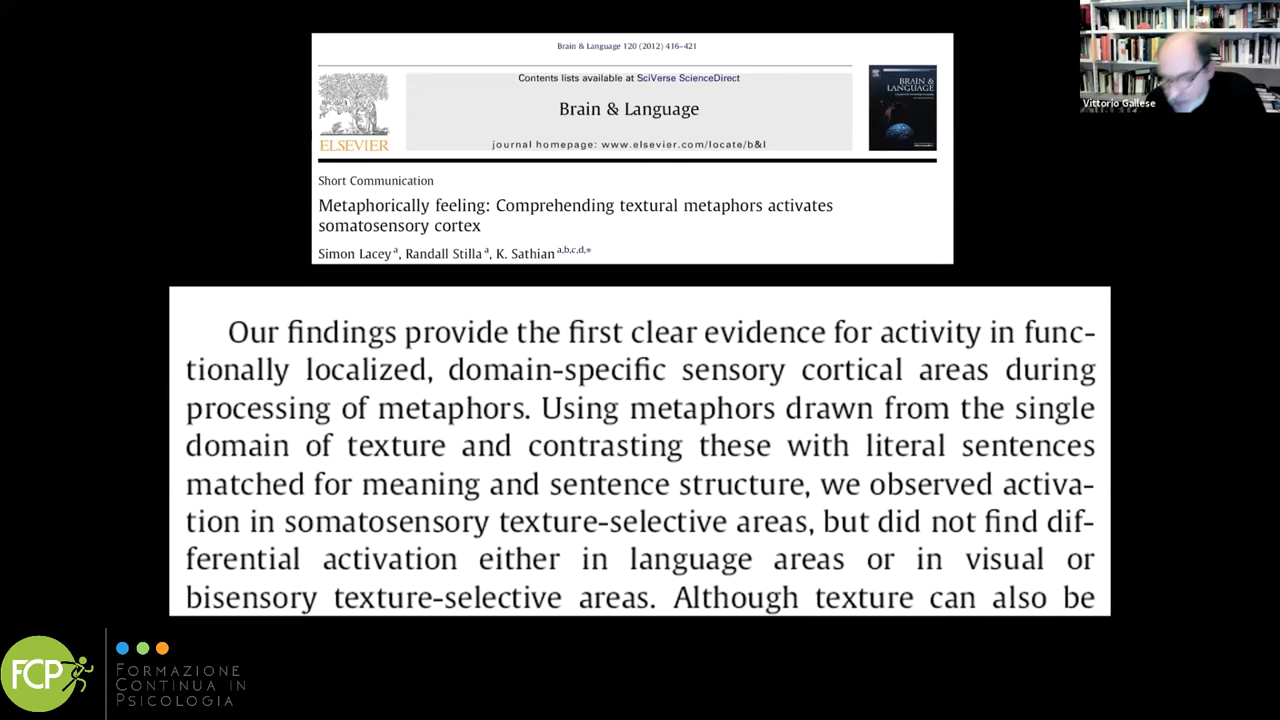 Brain & Language 120 (2012) 416–421
Contents lists available at SciVerse ScienceDirect
Brain & Language
journal homepage: www.elsevier.com/locate/b&l
ELSEVIER
BRAIN &
LANGUAGE
Vittorio Gallese
Short Communication
Metaphorically feeling: Comprehending textural metaphors activates
somatosensory cortex
Simon Lacey a, Randall Stilla a, K. Sathian a,b,c,d,*
Our findings provide the first clear evidence for activity in func-
tionally localized, domain-specific sensory cortical areas during
processing of metaphors. Using metaphors drawn from the single
domain of texture and contrasting these with literal sentences
matched for meaning and sentence structure, we observed activa-
tion in somatosensory texture-selective areas, but did not find dif-
ferential activation either in language areas or in visual or
bisensory texture-selective areas. Although texture can also be
FCP
FORMAZIONE
CONTINUA IN
PSICOLOGIA